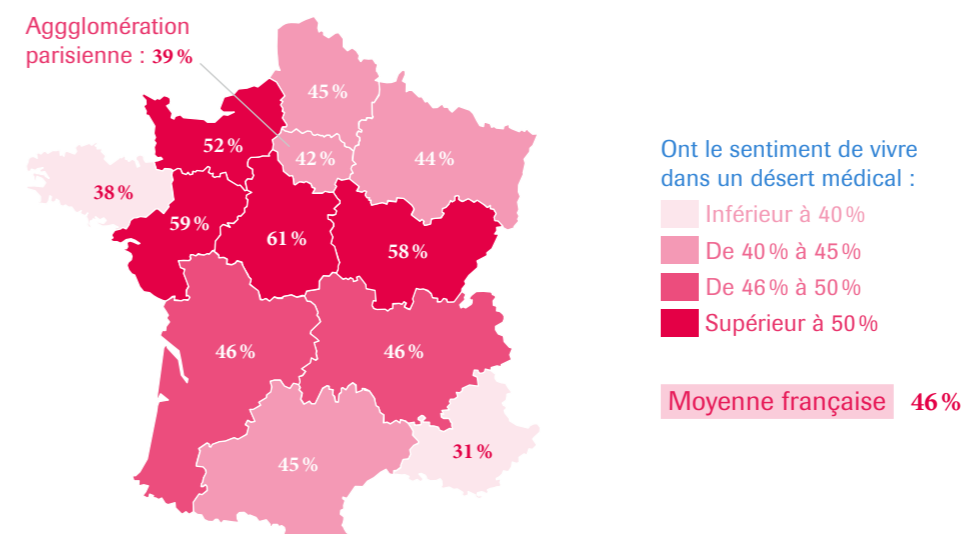 Aggglomération
parisienne : 39 %
45 %
52 %
42 %
44 %
38 %
59 %
61 %
58 %
46 %
46 %
45 %
31 %
Ont le sentiment de vivre
dans un désert médical :
Inférieur à 40 %
De 40 % à 45 %
De 46 % à 50 %
Supérieur à 50 %
Moyenne française 46 %